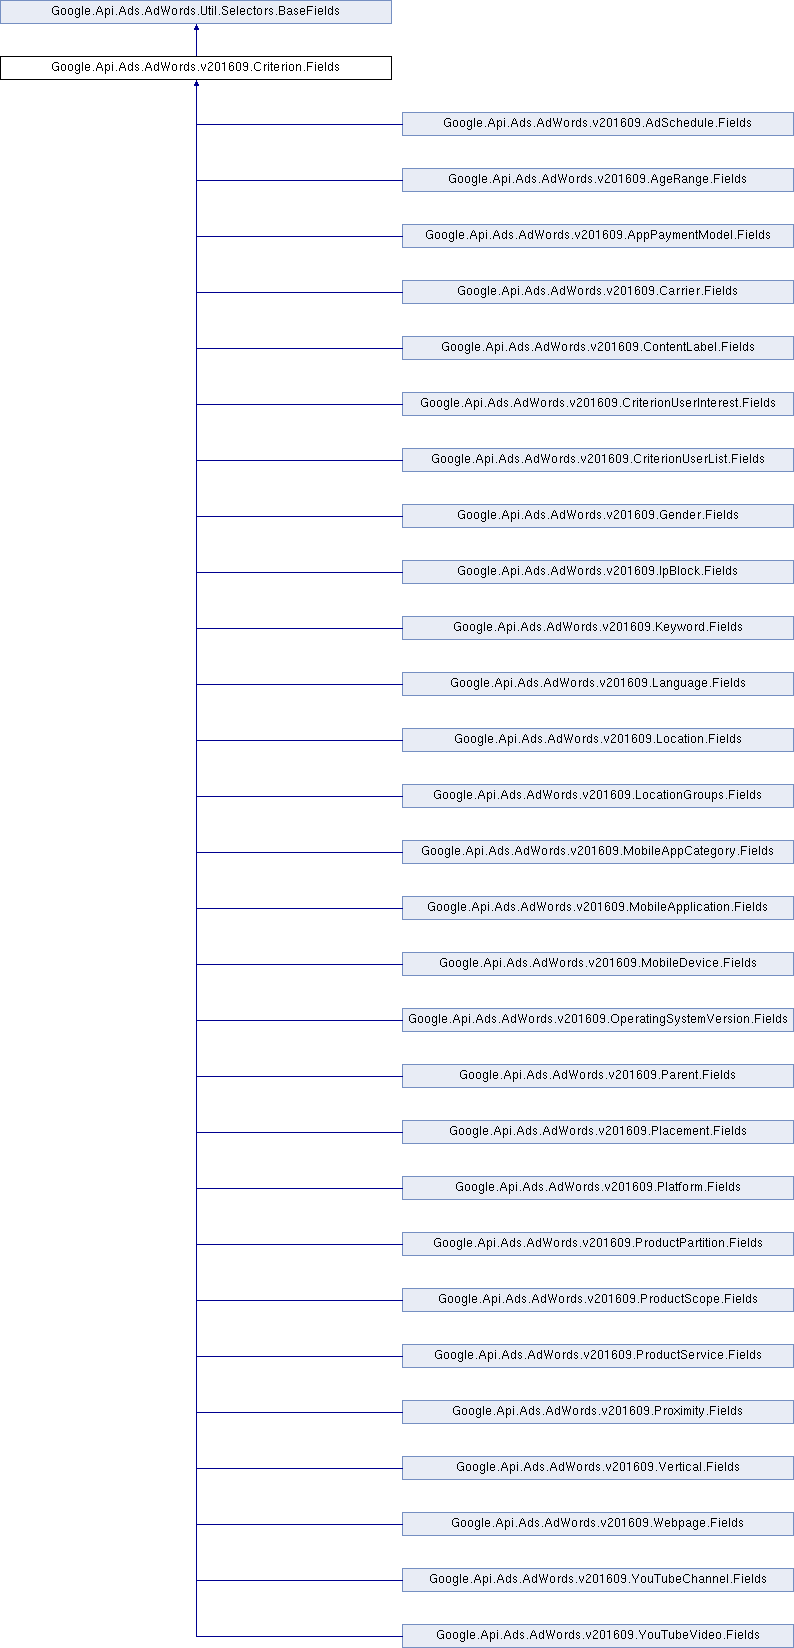 Google.Api.Ads.AdWords.Util.Selectors.BaseFields
Google.Api.Ads.AdWords.v201609.Criterion.Fields
Google.Api.Ads.AdWords.v201609.AdSchedule.Fields
Google.Api.Ads.AdWords.v201609.AgeRange.Fields
Google.Api.Ads.AdWords.v201609.AppPaymentModel.Fields
Google.Api.Ads.AdWords.v201609.Carrier.Fields
Google.Api.Ads.AdWords.v201609.ContentLabel.Fields
Google.Api.Ads.AdWords.v201609.CriterionUserInterest.Fields
Google.Api.Ads.AdWords.v201609.CriterionUserList.Fields
Google.Api.Ads.AdWords.v201609.Gender.Fields
Google.Api.Ads.AdWords.v201609.IpBlock.Fields
Google.Api.Ads.AdWords.v201609.Keyword.Fields
Google.Api.Ads.AdWords.v201609.Language.Fields
Google.Api.Ads.AdWords.v201609.Location.Fields
Google.Api.Ads.AdWords.v201609.LocationGroups.Fields
Google.Api.Ads.AdWords.v201609.MobileAppCategory.Fields
Google.Api.Ads.AdWords.v201609.MobileApplication.Fields
Google.Api.Ads.AdWords.v201609.MobileDevice.Fields
Google.Api.Ads.AdWords.v201609.OperatingSystemVersion.Fields
Google.Api.Ads.AdWords.v201609.Parent.Fields
Google.Api.Ads.AdWords.v201609.Placement.Fields
Google.Api.Ads.AdWords.v201609.Platform.Fields
Google.Api.Ads.AdWords.v201609.ProductPartition.Fields
Google.Api.Ads.AdWords.v201609.ProductScope.Fields
Google.Api.Ads.AdWords.v201609.ProductService.Fields
Google.Api.Ads.AdWords.v201609.Proximity.Fields
Google.Api.Ads.AdWords.v201609.Vertical.Fields
Google.Api.Ads.AdWords.v201609.Webpage.Fields
Google.Api.Ads.AdWords.v201609.YouTubeChannel.Fields
Google.Api.Ads.AdWords.v201609.YouTubeVideo.Fields